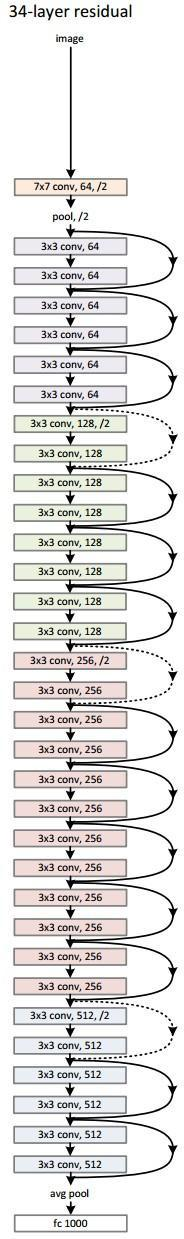 34-layer residual
image
7x7 conv, 64, /2
pool, /2
3x3 conv, 64
3x3 conv, 64
3x3 conv, 64
3x3 conv, 64
3x3 conv, 64
3x3 conv, 64
3x3 conv, 128, /2
3x3 conv, 128
3x3 conv, 128
3x3 conv, 128
3x3 conv, 128
3x3 conv, 128
3x3 conv, 128
3x3 conv, 128
3x3 conv, 256, /2
3x3 conv, 256
3x3 conv, 256
3x3 conv, 256
3x3 conv, 256
3x3 conv, 256
3x3 conv, 256
3x3 conv, 256
3x3 conv, 256
3x3 conv, 256
3x3 conv, 256
3x3 conv, 256
3x3 conv, 512, /2
3x3 conv, 512
3x3 conv, 512
3x3 conv, 512
3x3 conv, 512
3x3 conv, 512
avg pool
fc 1000